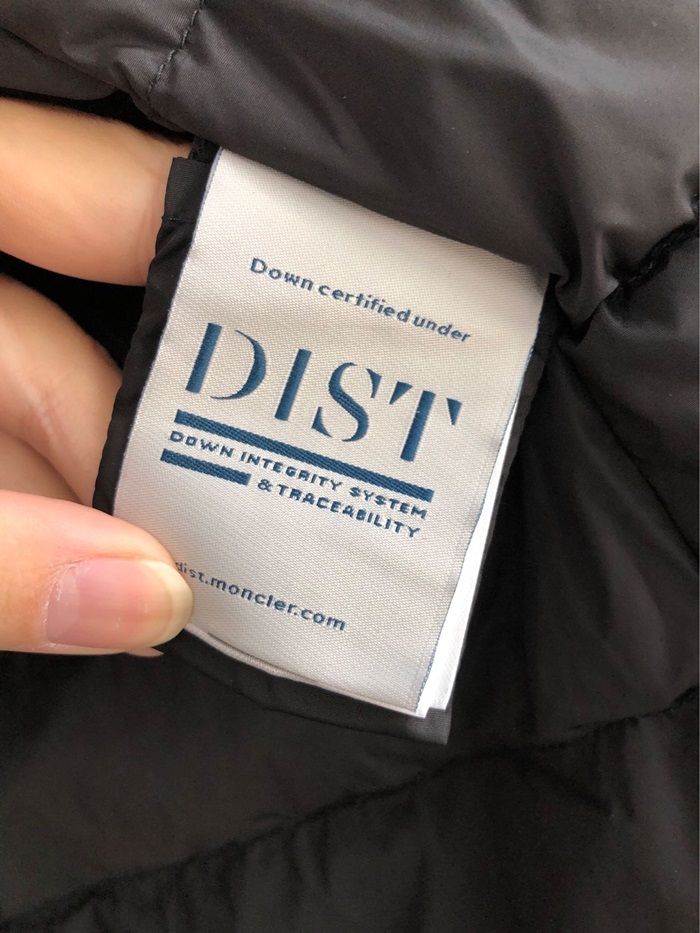 Down certified under
DIST
DOWN INTEGRITY SYSTEM
& TRACEABILITY
dist.moncler.com